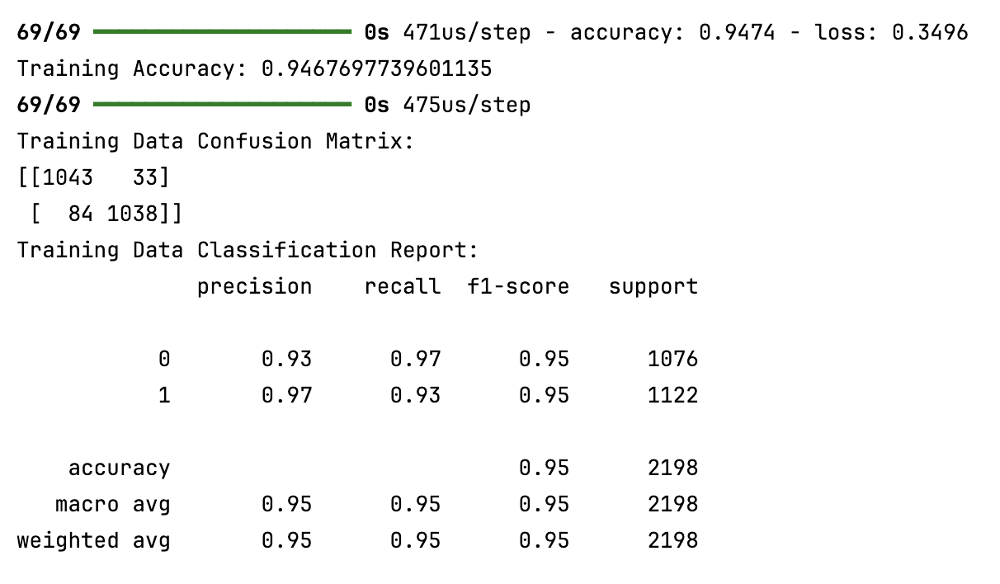 69/69 ━━━━━━━━━━━━━━━━━━━━ 0s 471us/step - accuracy: 0.9474 - loss: 0.3496
Training Accuracy: 0.9467697739601135
69/69 ━━━━━━━━━━━━━━━━━━━━ 0s 475us/step
Training Data Confusion Matrix:
[[1043   33]
 [  84 1038]]
Training Data Classification Report:
              precision    recall  f1-score   support
           0       0.93      0.97      0.95      1076
           1       0.97      0.93      0.95      1122
    accuracy                           0.95      2198
   macro avg       0.95      0.95      0.95      2198
weighted avg       0.95      0.95      0.95      2198